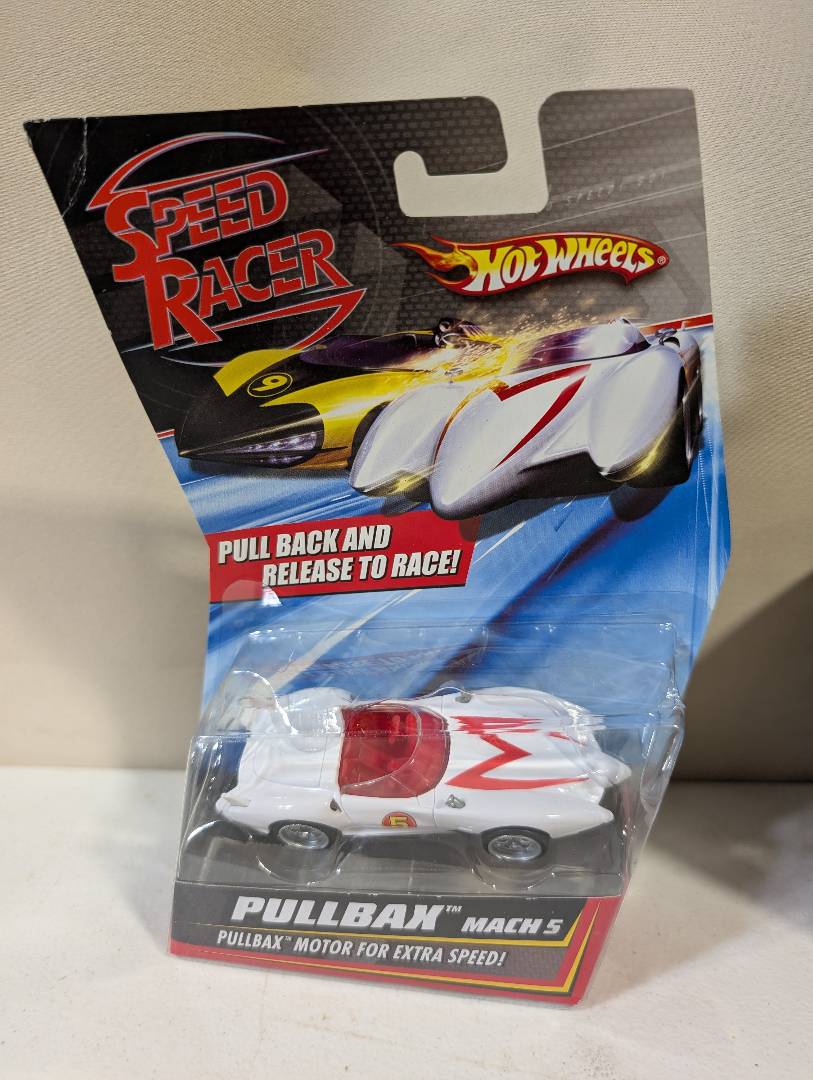 SPEED
RACER
HOT WHEELS®
9
PULL BACK AND
RELEASE TO RACE!
5
PULLBAX™ MACH 5
PULLBAX™ MOTOR FOR EXTRA SPEED!